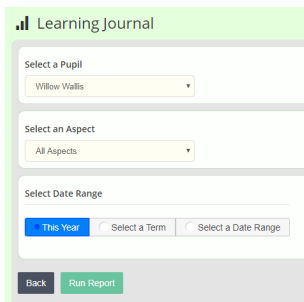 Learning Journal
Select a Pupil
Willow Wallis
Select an Aspect
All Aspects
Select Date Range
This Year Select a Term Select a Date Range
Back Run Report